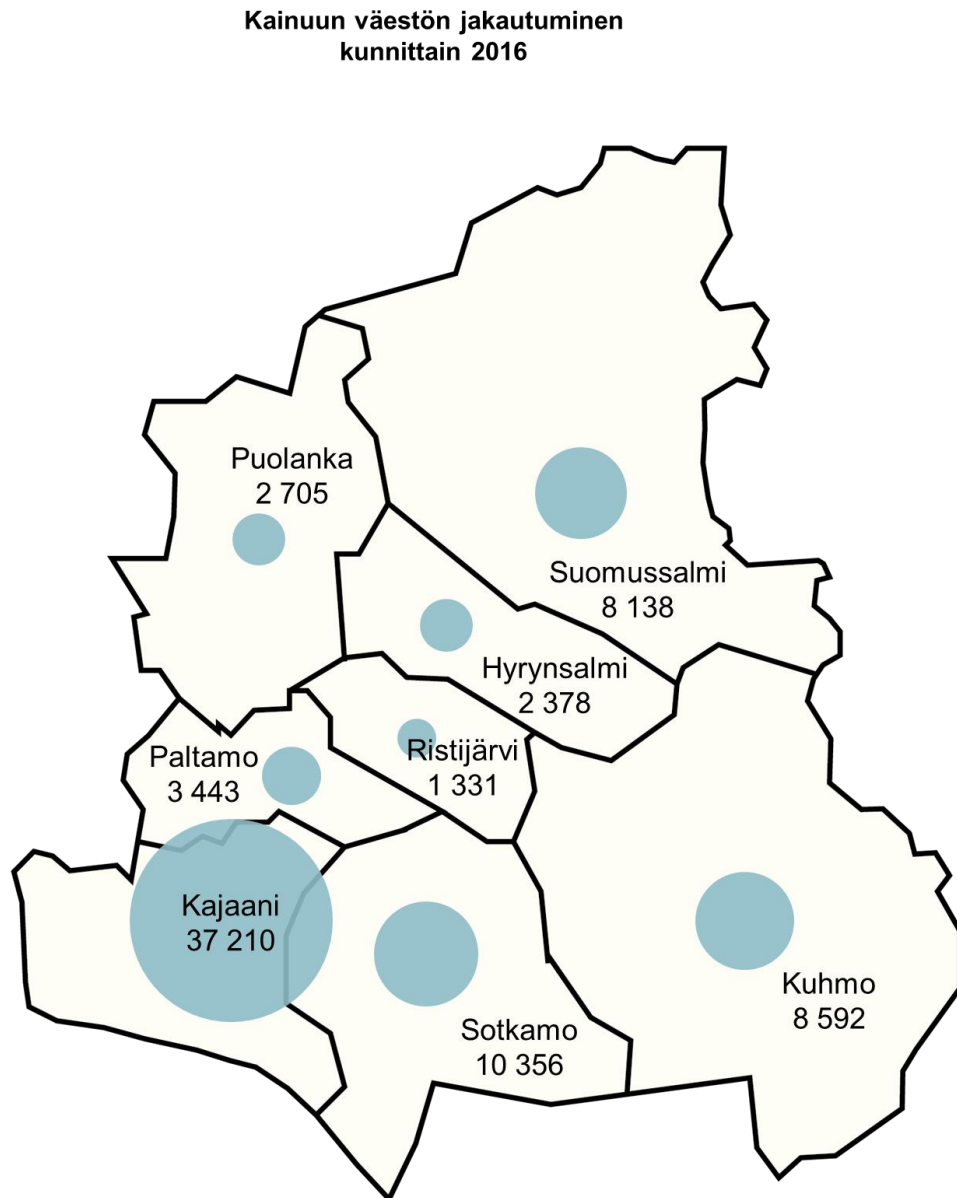 Kainuun väestön jakautuminen
kunnittain 2016
Puolanka
2 705
Suomussalmi
8 138
Hyrynsalmi
2 378
Paltamo
3 443
Ristijärvi
1 331
Kajaani
37 210
Sotkamo
10 356
Kuhmo
8 592